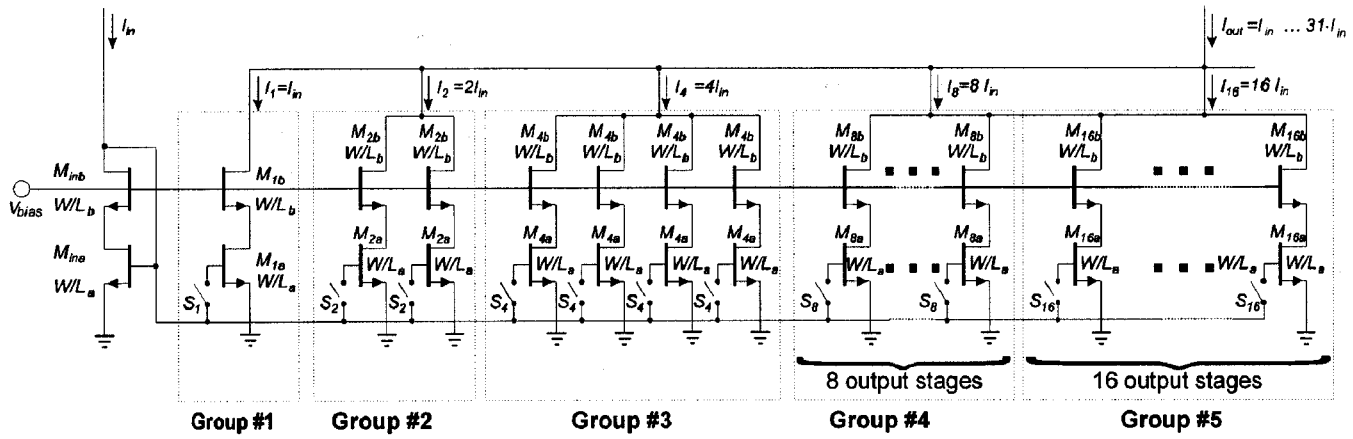 I_in
I_out=I_in ... 31·I_in
I_1=I_in
I_2=2I_in
I_4=4I_in
I_8=8 I_in
I_16=16 I_in
M_2b M_2b
W/L_b
M_4b M_4b M_4b M_4b
W/L_b W/L_b W/L_b W/L_b
M_8b M_8b
W/L_b W/L_b
M_16b M_16b
W/L_b W/L_b
M_inb
M_1b
V_bias
W/L_b
W/L_b
M_ina
M_1a
W/L_a
W/L_a
M_2a M_2a
W/L_a W/L_a
M_4a M_4a M_4a M_4a
W/L_a W/L_a W/L_a W/L_a
M_8a M_8a
W/L_a W/L_a
M_16a M_16a
W/L_a W/L_a
S_1
S_2 S_2
S_4 S_4 S_4 S_4
S_8 S_8
S_16 S_16
8 output stages
16 output stages
Group #1
Group #2
Group #3
Group #4
Group #5